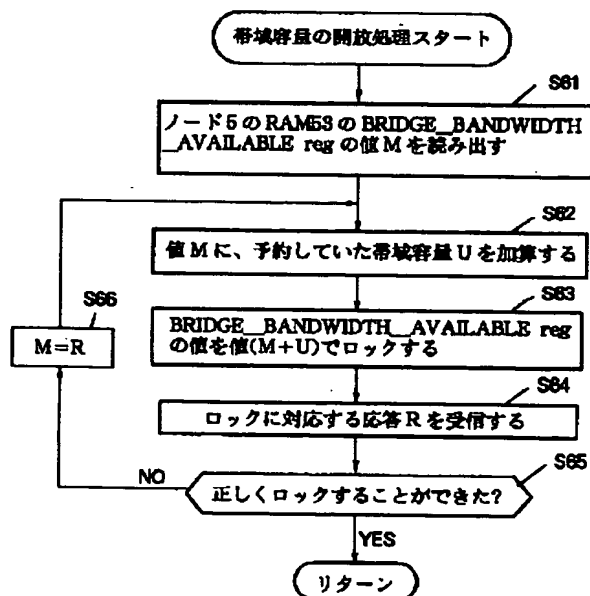 帯域容量の開放処理スタート
S61
ノード5のRAM53のBRIDGE__BANDWIDTH
__AVAILABLE regの値Mを読み出す
S62
値Mに、予約していた帯域容量Uを加算する
S66
M=R
S63
BRIDGE__BANDWIDTH__AVAILABLE reg
の値を値(M+U)でロックする
S64
ロックに対応する応答Rを受信する
S65
NO
正しくロックすることができた?
YES
リターン